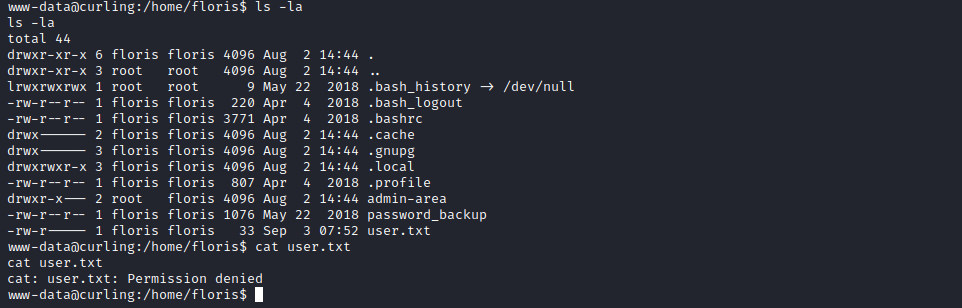 www-data@curling:/home/floris$ ls -la
ls -la
total 44
drwxr-xr-x 6 floris floris 4096 Aug  2 14:44 .
drwxr-xr-x 3 root   root   4096 Aug  2 14:44 ..
lrwxrwxrwx 1 root   root      9 May 22  2018 .bash_history -> /dev/null
-rw-r--r-- 1 floris floris  220 Apr  4  2018 .bash_logout
-rw-r--r-- 1 floris floris 3771 Apr  4  2018 .bashrc
drwx------ 2 floris floris 4096 Aug  2 14:44 .cache
drwx------ 3 floris floris 4096 Aug  2 14:44 .gnupg
drwxrwxr-x 3 floris floris 4096 Aug  2 14:44 .local
-rw-r--r-- 1 floris floris  807 Apr  4  2018 .profile
drwxr-x--- 2 root   floris 4096 Aug  2 14:44 admin-area
-rw-r--r-- 1 floris floris 1076 May 22  2018 password_backup
-rw-r----- 1 floris floris   33 Sep  3 07:52 user.txt
www-data@curling:/home/floris$ cat user.txt
cat user.txt
cat: user.txt: Permission denied
www-data@curling:/home/floris$